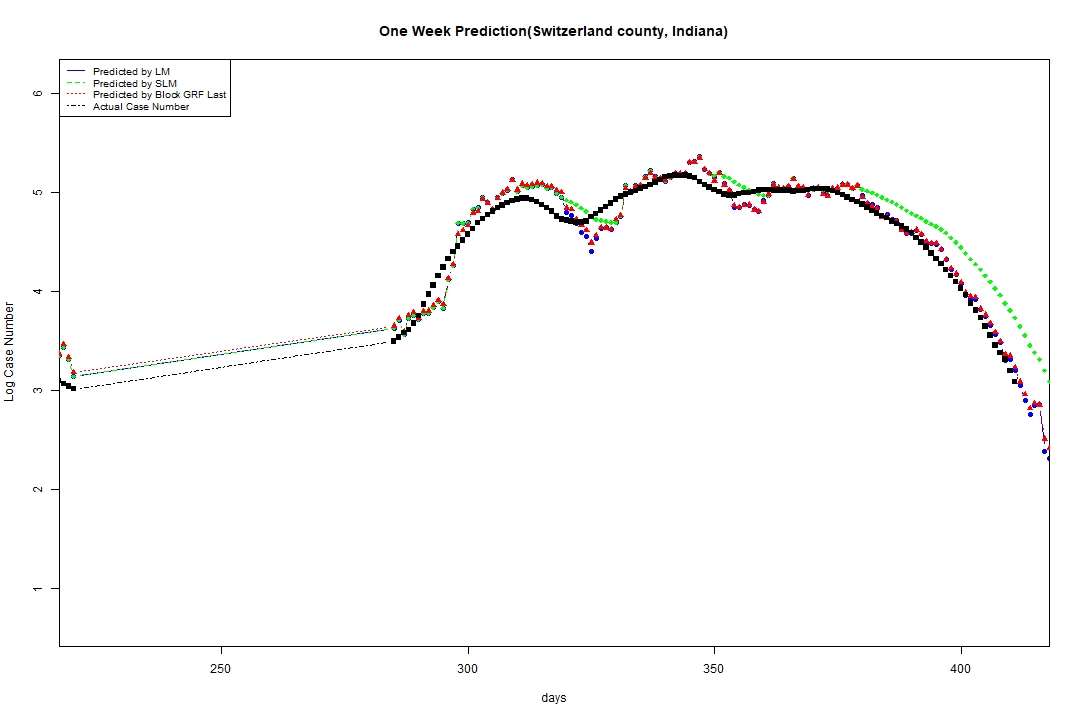 One Week Prediction(Switzerland county, Indiana)
Predicted by LM
Predicted by SLM
Predicted by Block GRF Last
Actual Case Number
6
5
4
3
2
1
Log Case Number
250 300 350 400
days